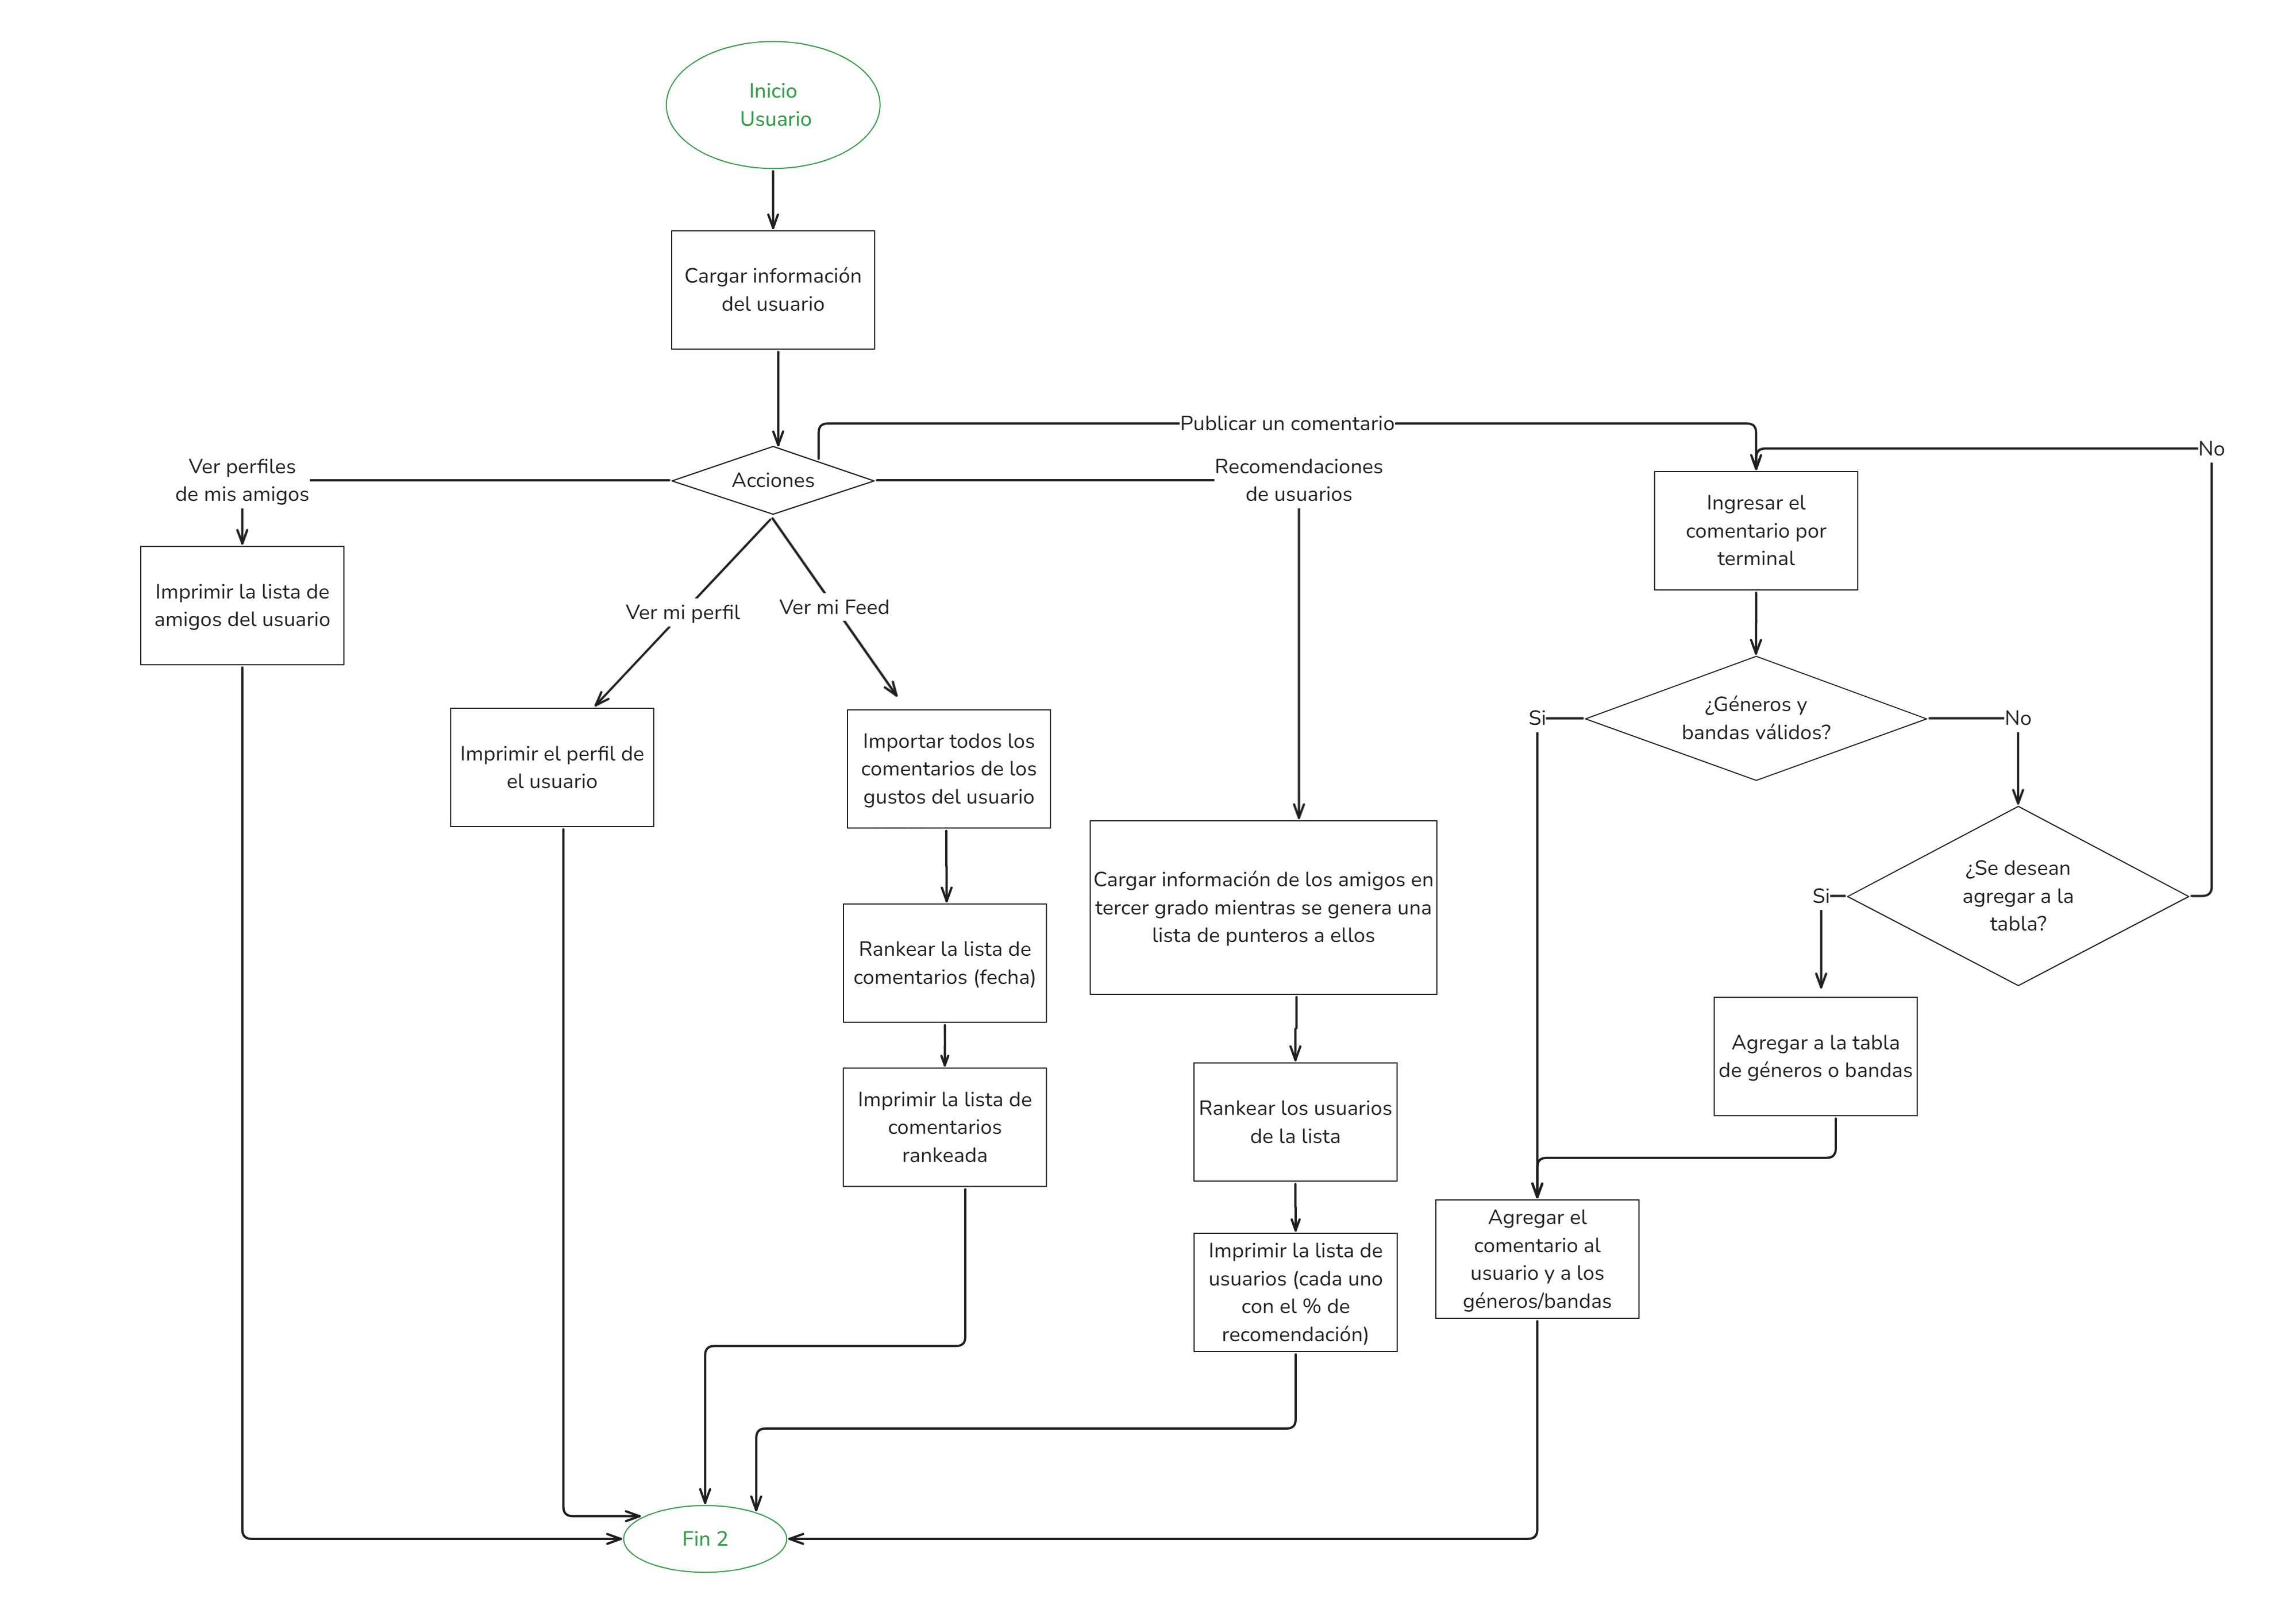 Inicio
Usuario
Cargar información
del usuario
Publicar un comentario
No
Ver perfiles
de mis amigos
Acciones
Recomendaciones
de usuarios
Ingresar el
comentario por
terminal
Imprimir la lista de
amigos del usuario
Ver mi perfil
Ver mi Feed
¿Géneros y
bandas válidos?
Si
No
Imprimir el perfil de
el usuario
Importar todos los
comentarios de los
gustos del usuario
Cargar información de los amigos en
tercer grado mientras se genera una
lista de punteros a ellos
¿Se desean
agregar a la
tabla?
Si
Rankear la lista de
comentarios (fecha)
Agregar a la tabla
de géneros o bandas
Imprimir la lista de
comentarios
rankeada
Rankear los usuarios
de la lista
Agregar el
comentario al
usuario y a los
géneros/bandas
Imprimir la lista de
usuarios (cada uno
con el % de
recomendación)
Fin 2